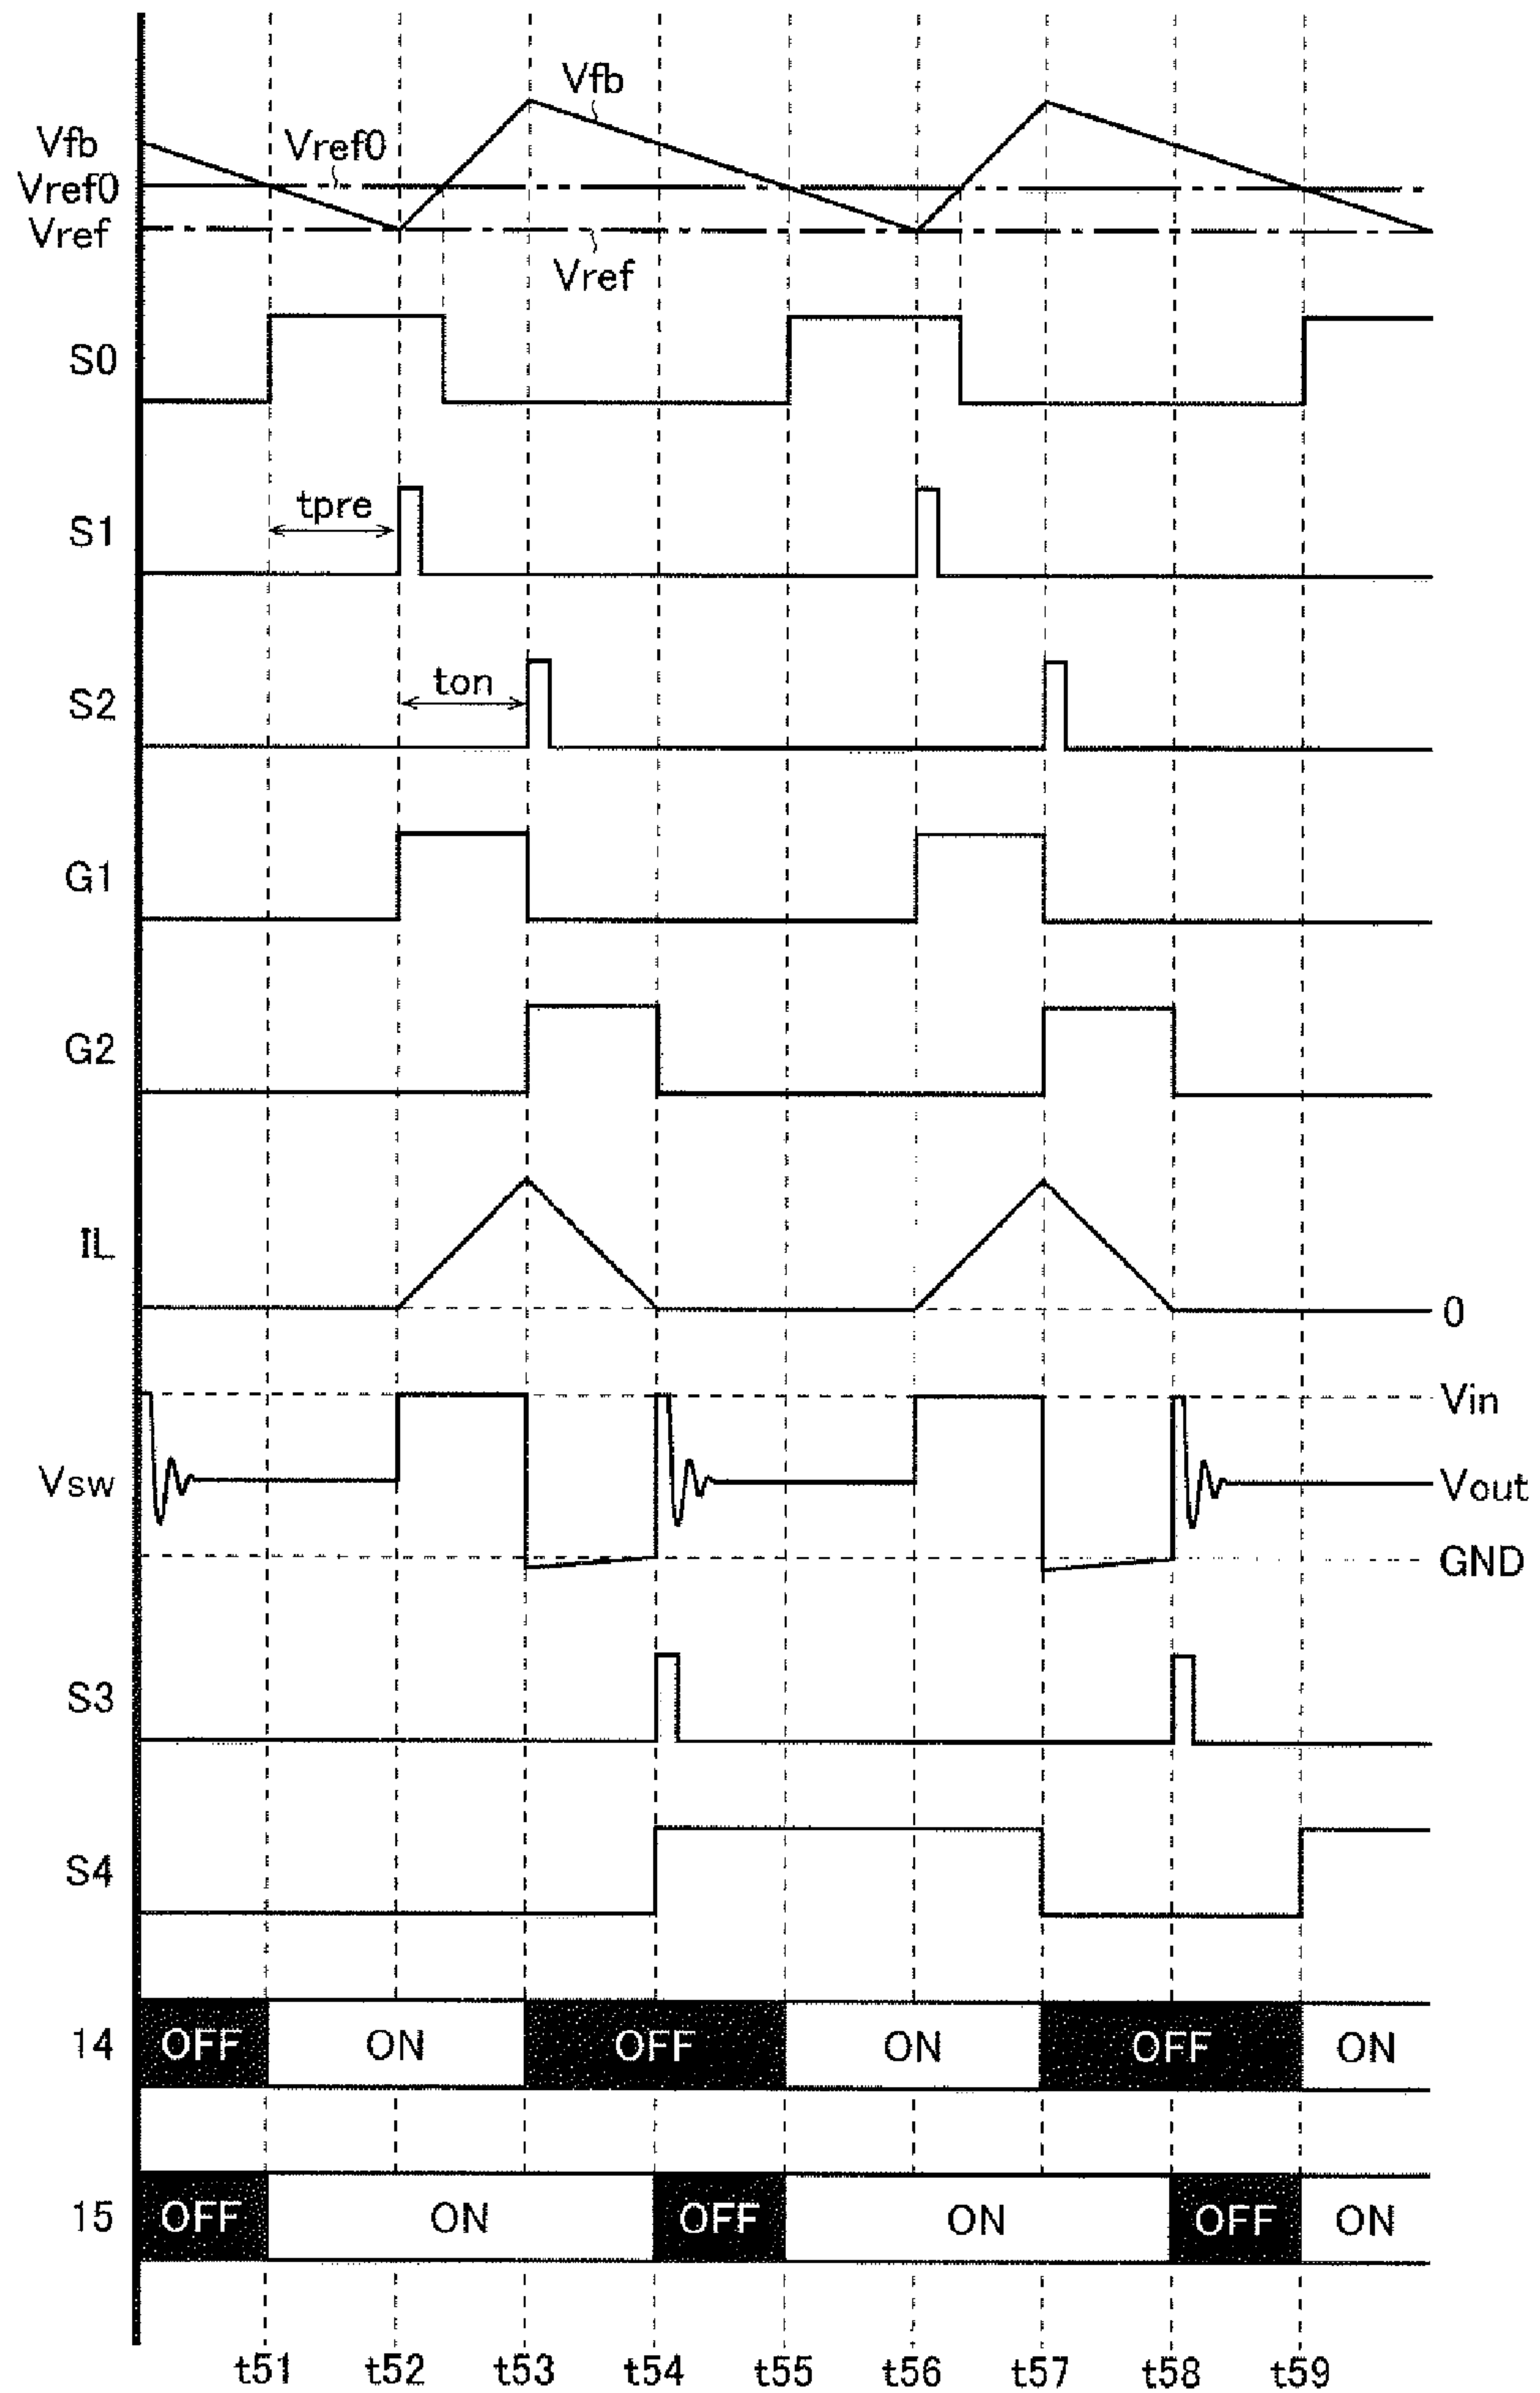 Vfb
Vfb
Vref0
Vref0
Vref
Vref
S0
tpre
S1
ton
S2
G1
G2
IL
0
Vin
Vsw
Vout
GND
S3
S4
14 OFF ON OFF ON OFF ON
15 OFF ON OFF ON OFF ON
t51 t52 t53 t54 t55 t56 t57 t58 t59